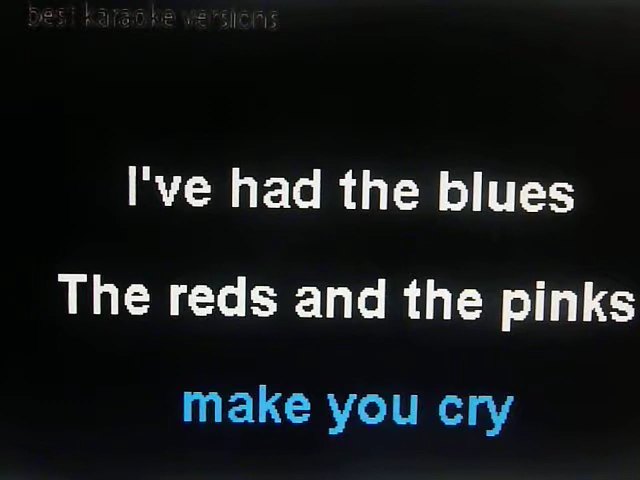 best karaoke versions
I've had the blues
The reds and the pinks
make you cry